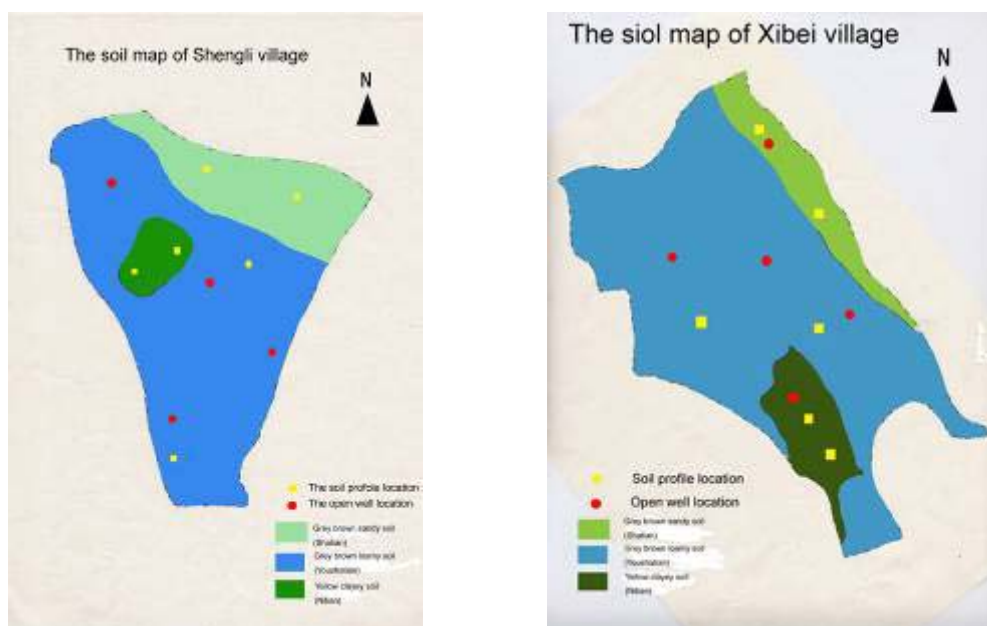 The soil map of Shengli village
N
The soil profcle location
The open well location
Grey brown sandy soil
Grey brown loamy soil
Yellow clayey soil
The siol map of Xibei village
N
Soil profile location
Open well location
Grey brown sandy soil
Grey brown loamy soil
Yellow clayey soil